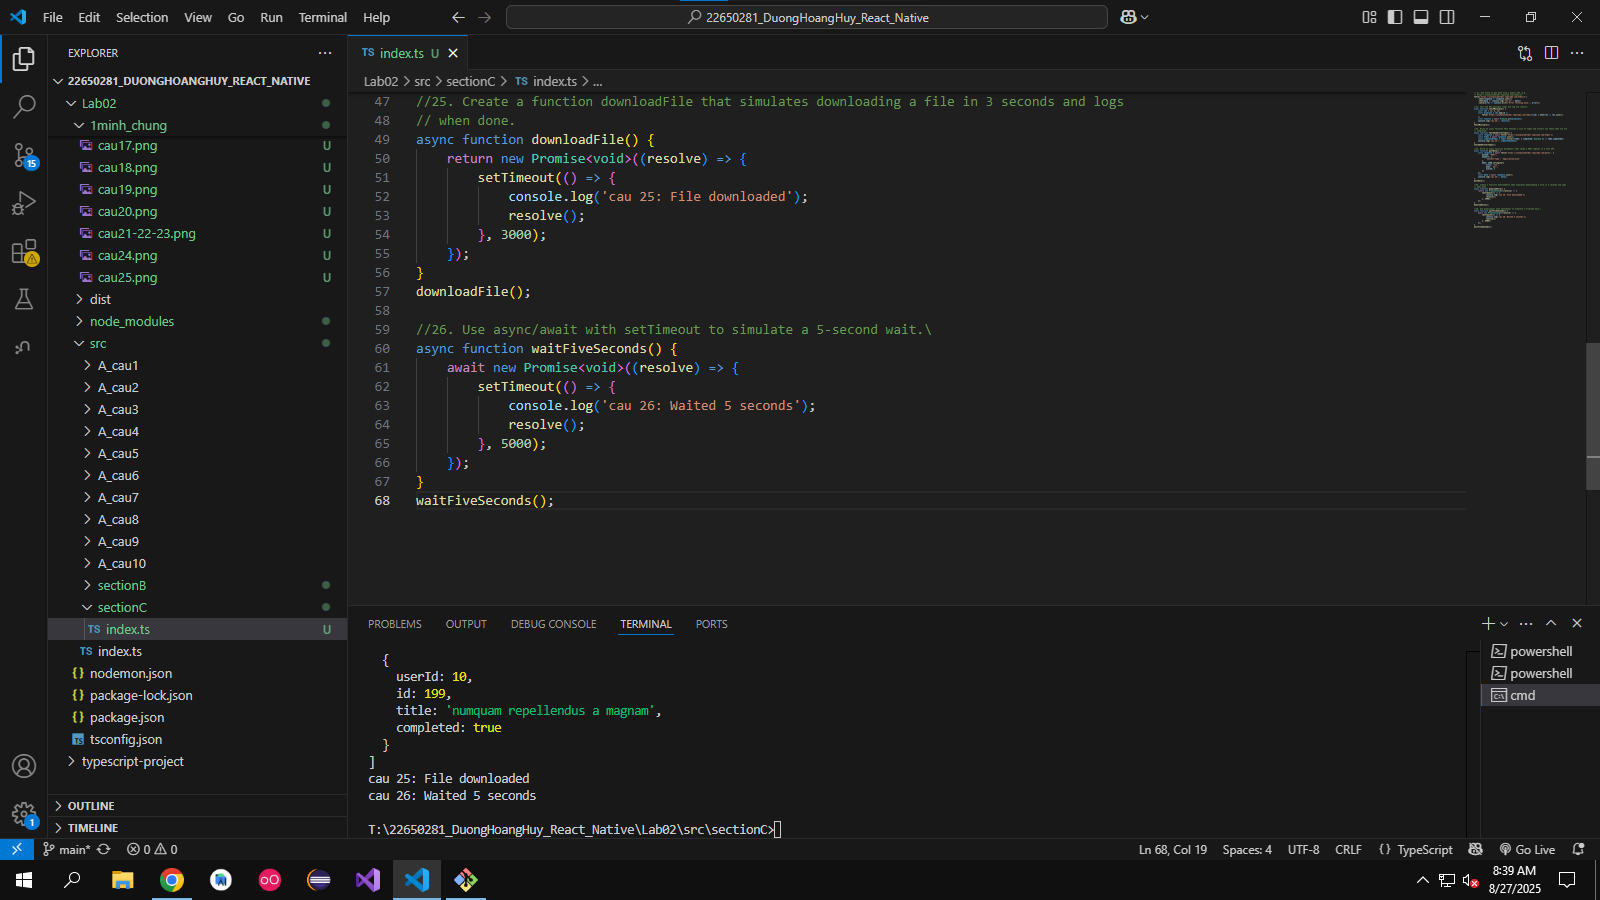 File Edit Selection View Go Run Terminal Help
22650281_DuongHoangHuy_React_Native
EXPLORER
22650281_DUONGHOANGHUY_REACT_NATIVE
Lab02
1minh_chung
cau17.png U
cau18.png U
cau19.png U
cau20.png U
cau21-22-23.png U
cau24.png U
cau25.png U
dist
node_modules
src
A_cau1
A_cau2
A_cau3
A_cau4
A_cau5
A_cau6
A_cau7
A_cau8
A_cau9
A_cau10
sectionB
sectionC
TS index.ts U
TS index.ts
{} nodemon.json
{} package-lock.json
{} package.json
TS tsconfig.json
typescript-project
OUTLINE
TIMELINE
15
1
TS index.ts U
Lab02 > src > sectionC > TS index.ts > ...
47 //25. Create a function downloadFile that simulates downloading a file in 3 seconds and logs
48 // when done.
49 async function downloadFile() {
50 return new Promise<void>((resolve) => {
51 setTimeout(() => {
52 console.log('cau 25: File downloaded');
53 resolve();
54 }, 3000);
55 });
56 }
57 downloadFile();
58
59 //26. Use async/await with setTimeout to simulate a 5-second wait.\
60 async function waitFiveSeconds() {
61 await new Promise<void>((resolve) => {
62 setTimeout(() => {
63 console.log('cau 26: Waited 5 seconds');
64 resolve();
65 }, 5000);
66 });
67 }
68 waitFiveSeconds();
PROBLEMS OUTPUT DEBUG CONSOLE TERMINAL PORTS
{
userId: 10,
id: 199,
title: 'numquam repellendus a magnam',
completed: true
}
]
cau 25: File downloaded
cau 26: Waited 5 seconds
T:\22650281_DuongHoangHuy_React_Native\Lab02\src\sectionC>
powershell
powershell
cmd
main* 0 0
Ln 68, Col 19 Spaces: 4 UTF-8 CRLF {} TypeScript Go Live
8:39 AM
8/27/2025